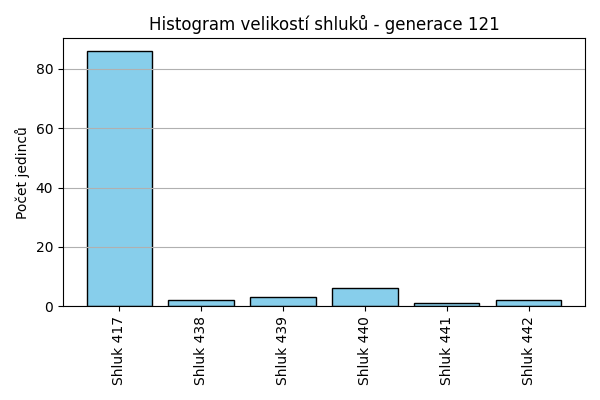 Histogram velikostí shluků - generace 121
Počet jedinců
80
60
40
20
0
Shluk 417
Shluk 438
Shluk 439
Shluk 440
Shluk 441
Shluk 442